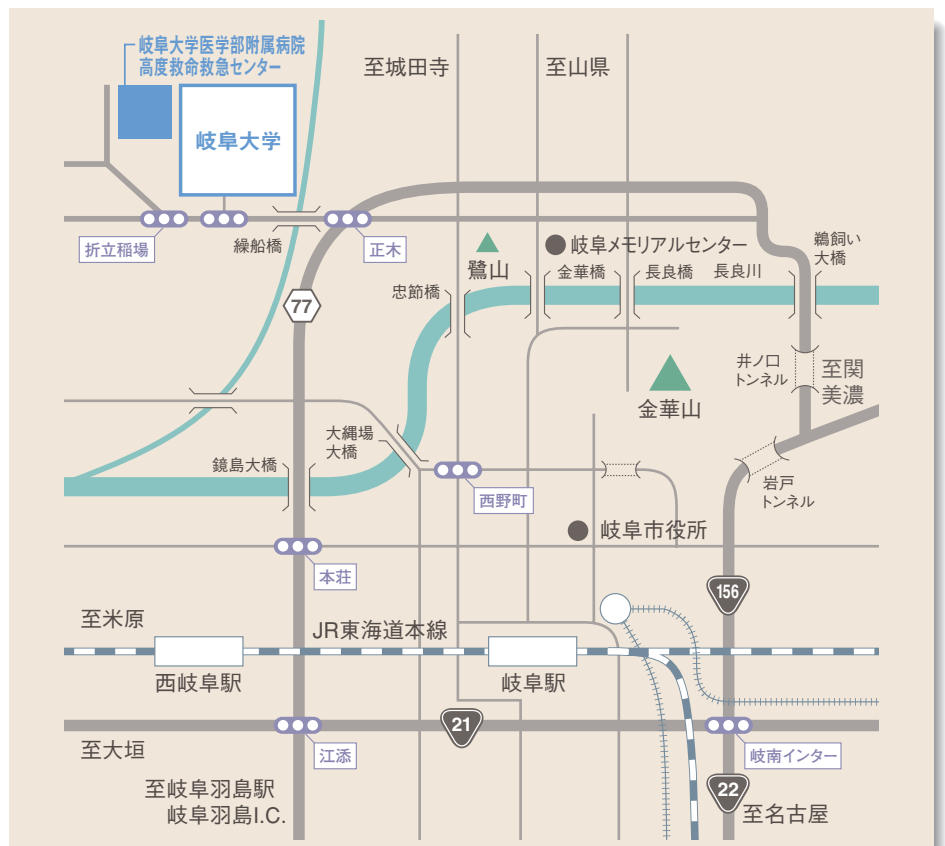 岐阜大学医学部附属病院
高度救命救急センター
至城田寺
至山県
岐阜大学
折立稲場
繰船橋
正木
鷺山
岐阜メモリアルセンター
鵜飼い
大橋
忠節橋
金華橋
長良橋
長良川
77
井ノ口
トンネル
至関
美濃
金華山
大縄場
大橋
鏡島大橋
西野町
岩戸
トンネル
岐阜市役所
本荘
156
至米原
JR東海道本線
西岐阜駅
岐阜駅
21
至大垣
江添
岐南インター
至岐阜羽島駅
岐阜羽島I.C.
22
至名古屋